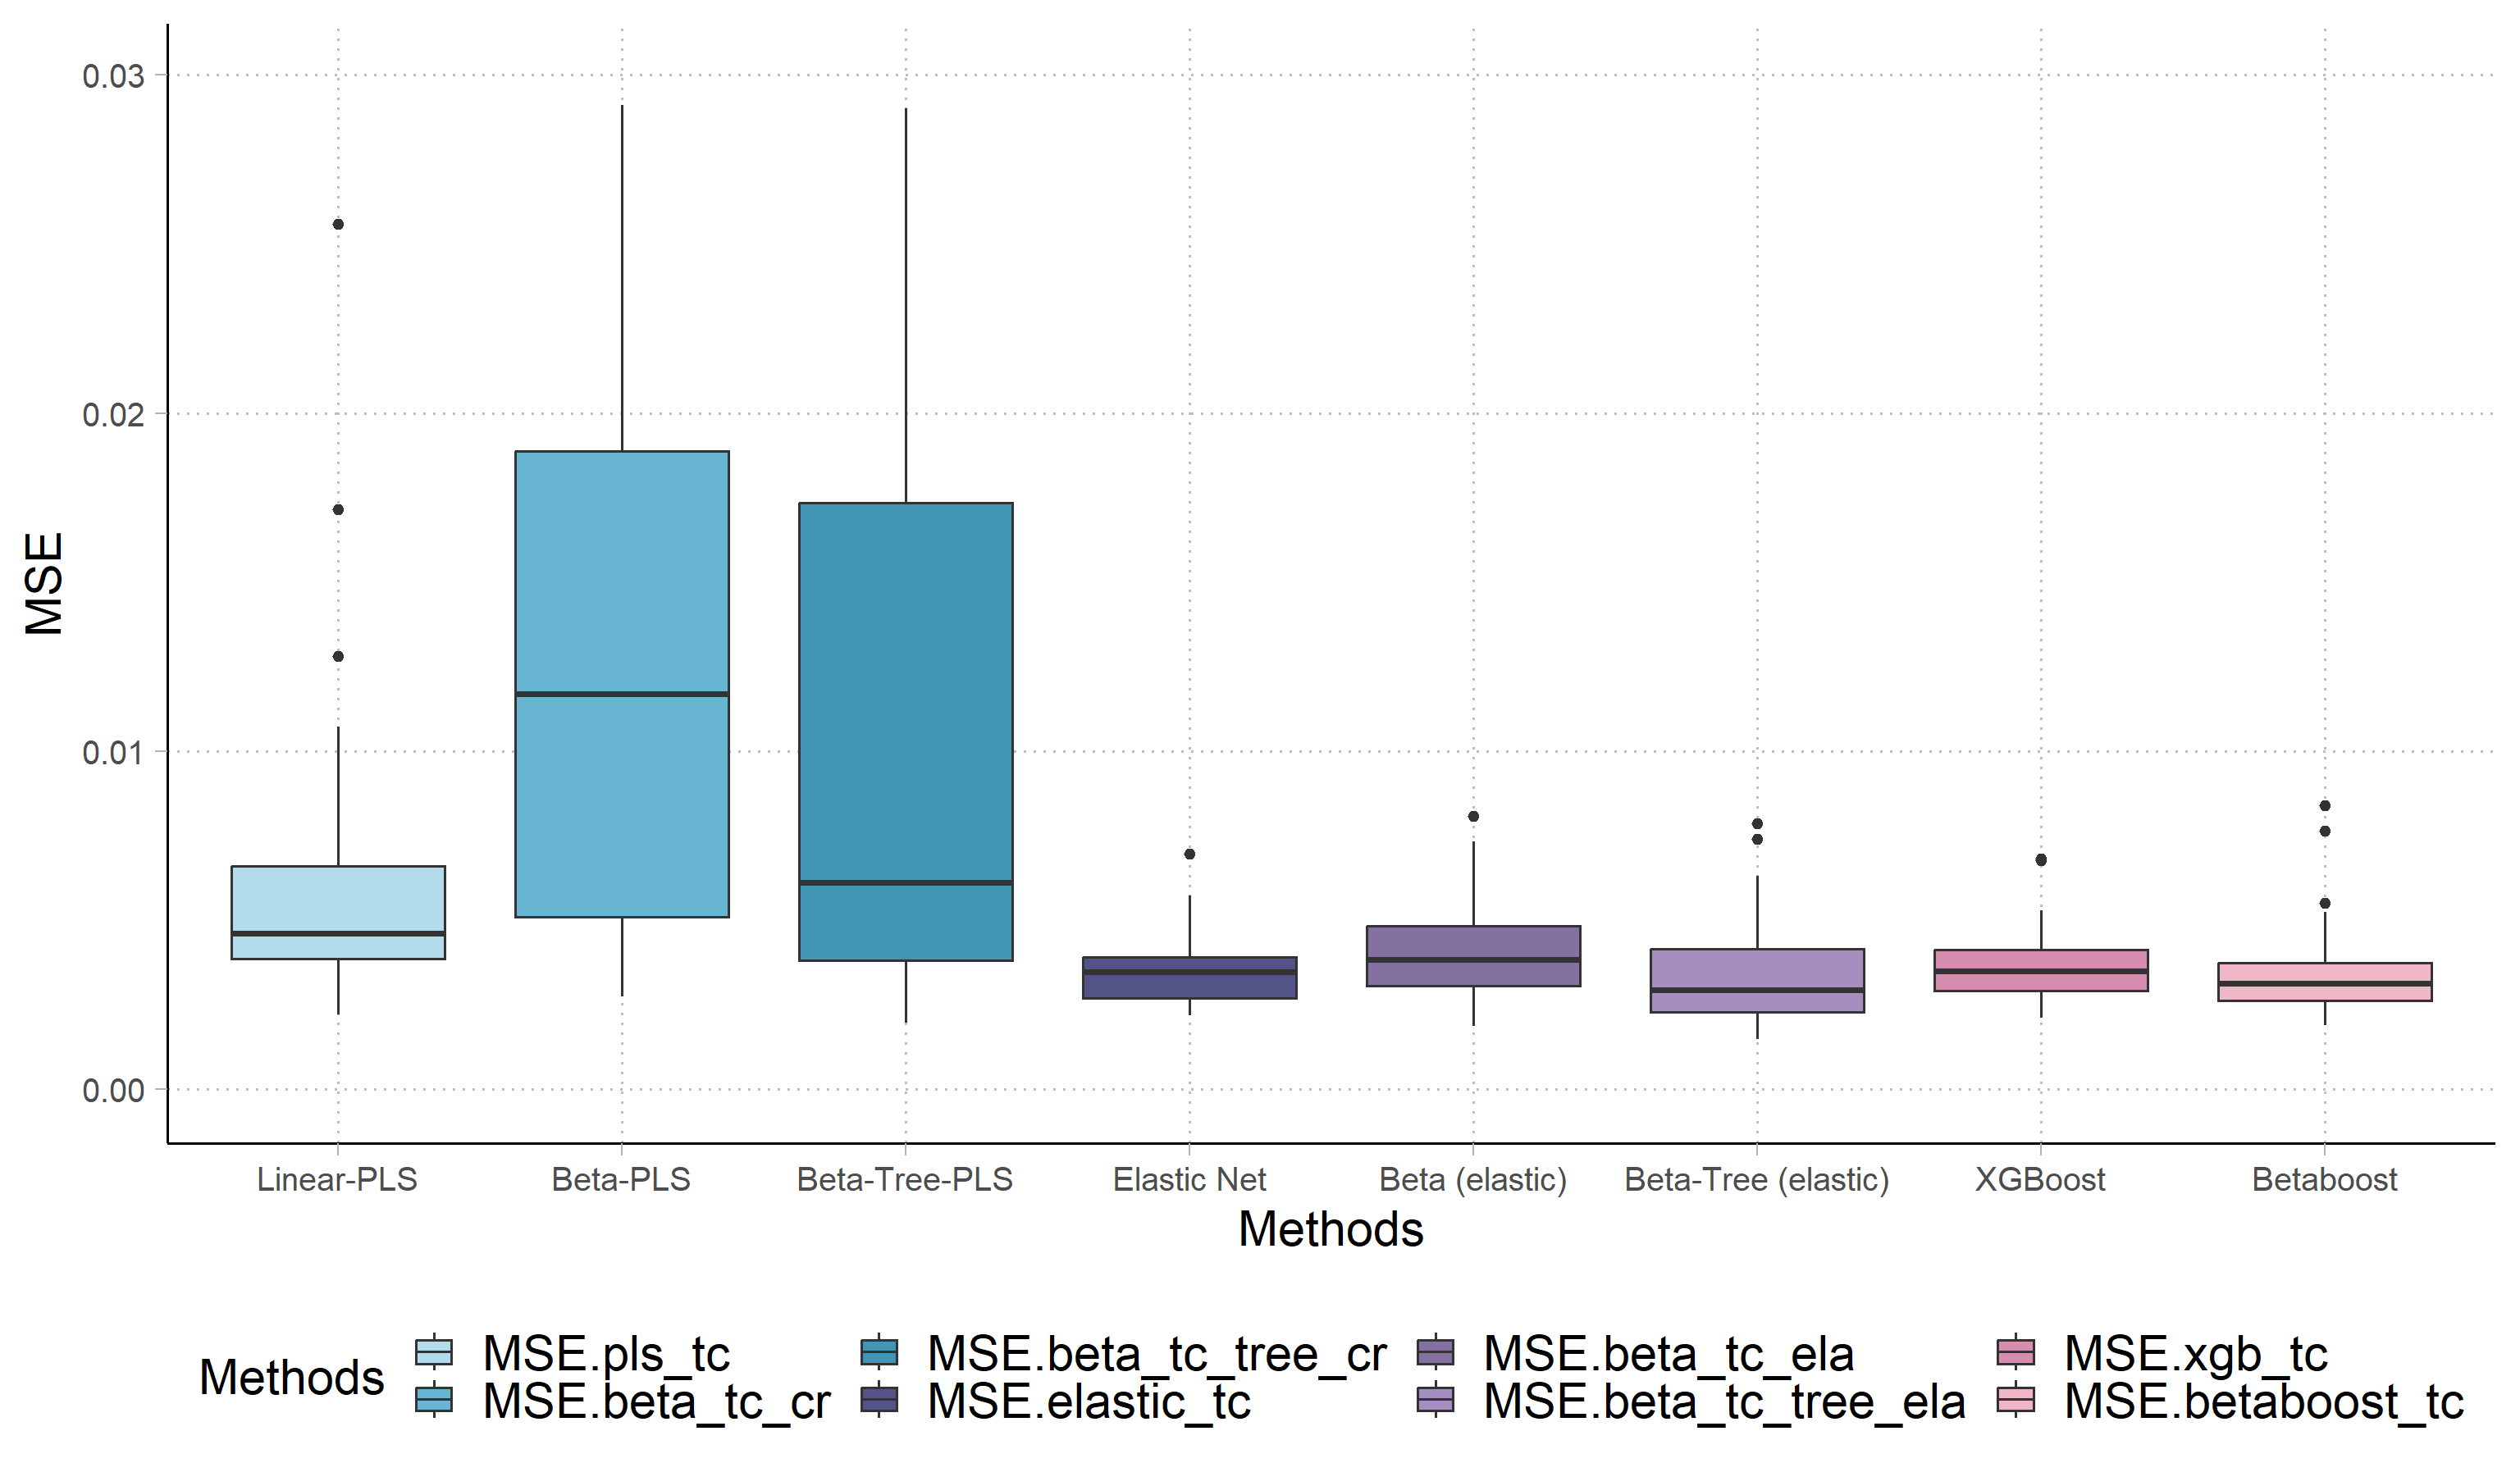 MSE
0.03
0.02
0.01
0.00
Linear-PLS Beta-PLS Beta-Tree-PLS Elastic Net Beta (elastic) Beta-Tree (elastic) XGBoost Betaboost
Methods
Methods
MSE.pls_tc MSE.beta_tc_tree_cr MSE.beta_tc_ela MSE.xgb_tc
MSE.beta_tc_cr MSE.elastic_tc MSE.beta_tc_tree_ela MSE.betaboost_tc